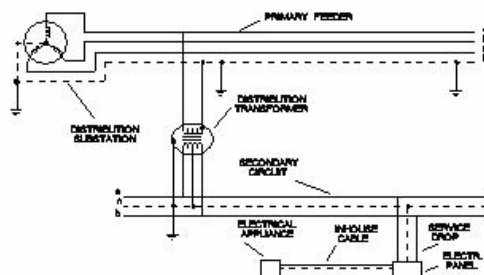 PRIMARY FEEDER
DISTRIBUTION
SUBSTATION
DISTRIBUTION
TRANSFORMER
SECONDARY
CIRCUIT
a
n
b
ELECTRICAL
APPLIANCE
INHOUSE
CABLE
SERVICE
DROP
ELECTR.
PANEL